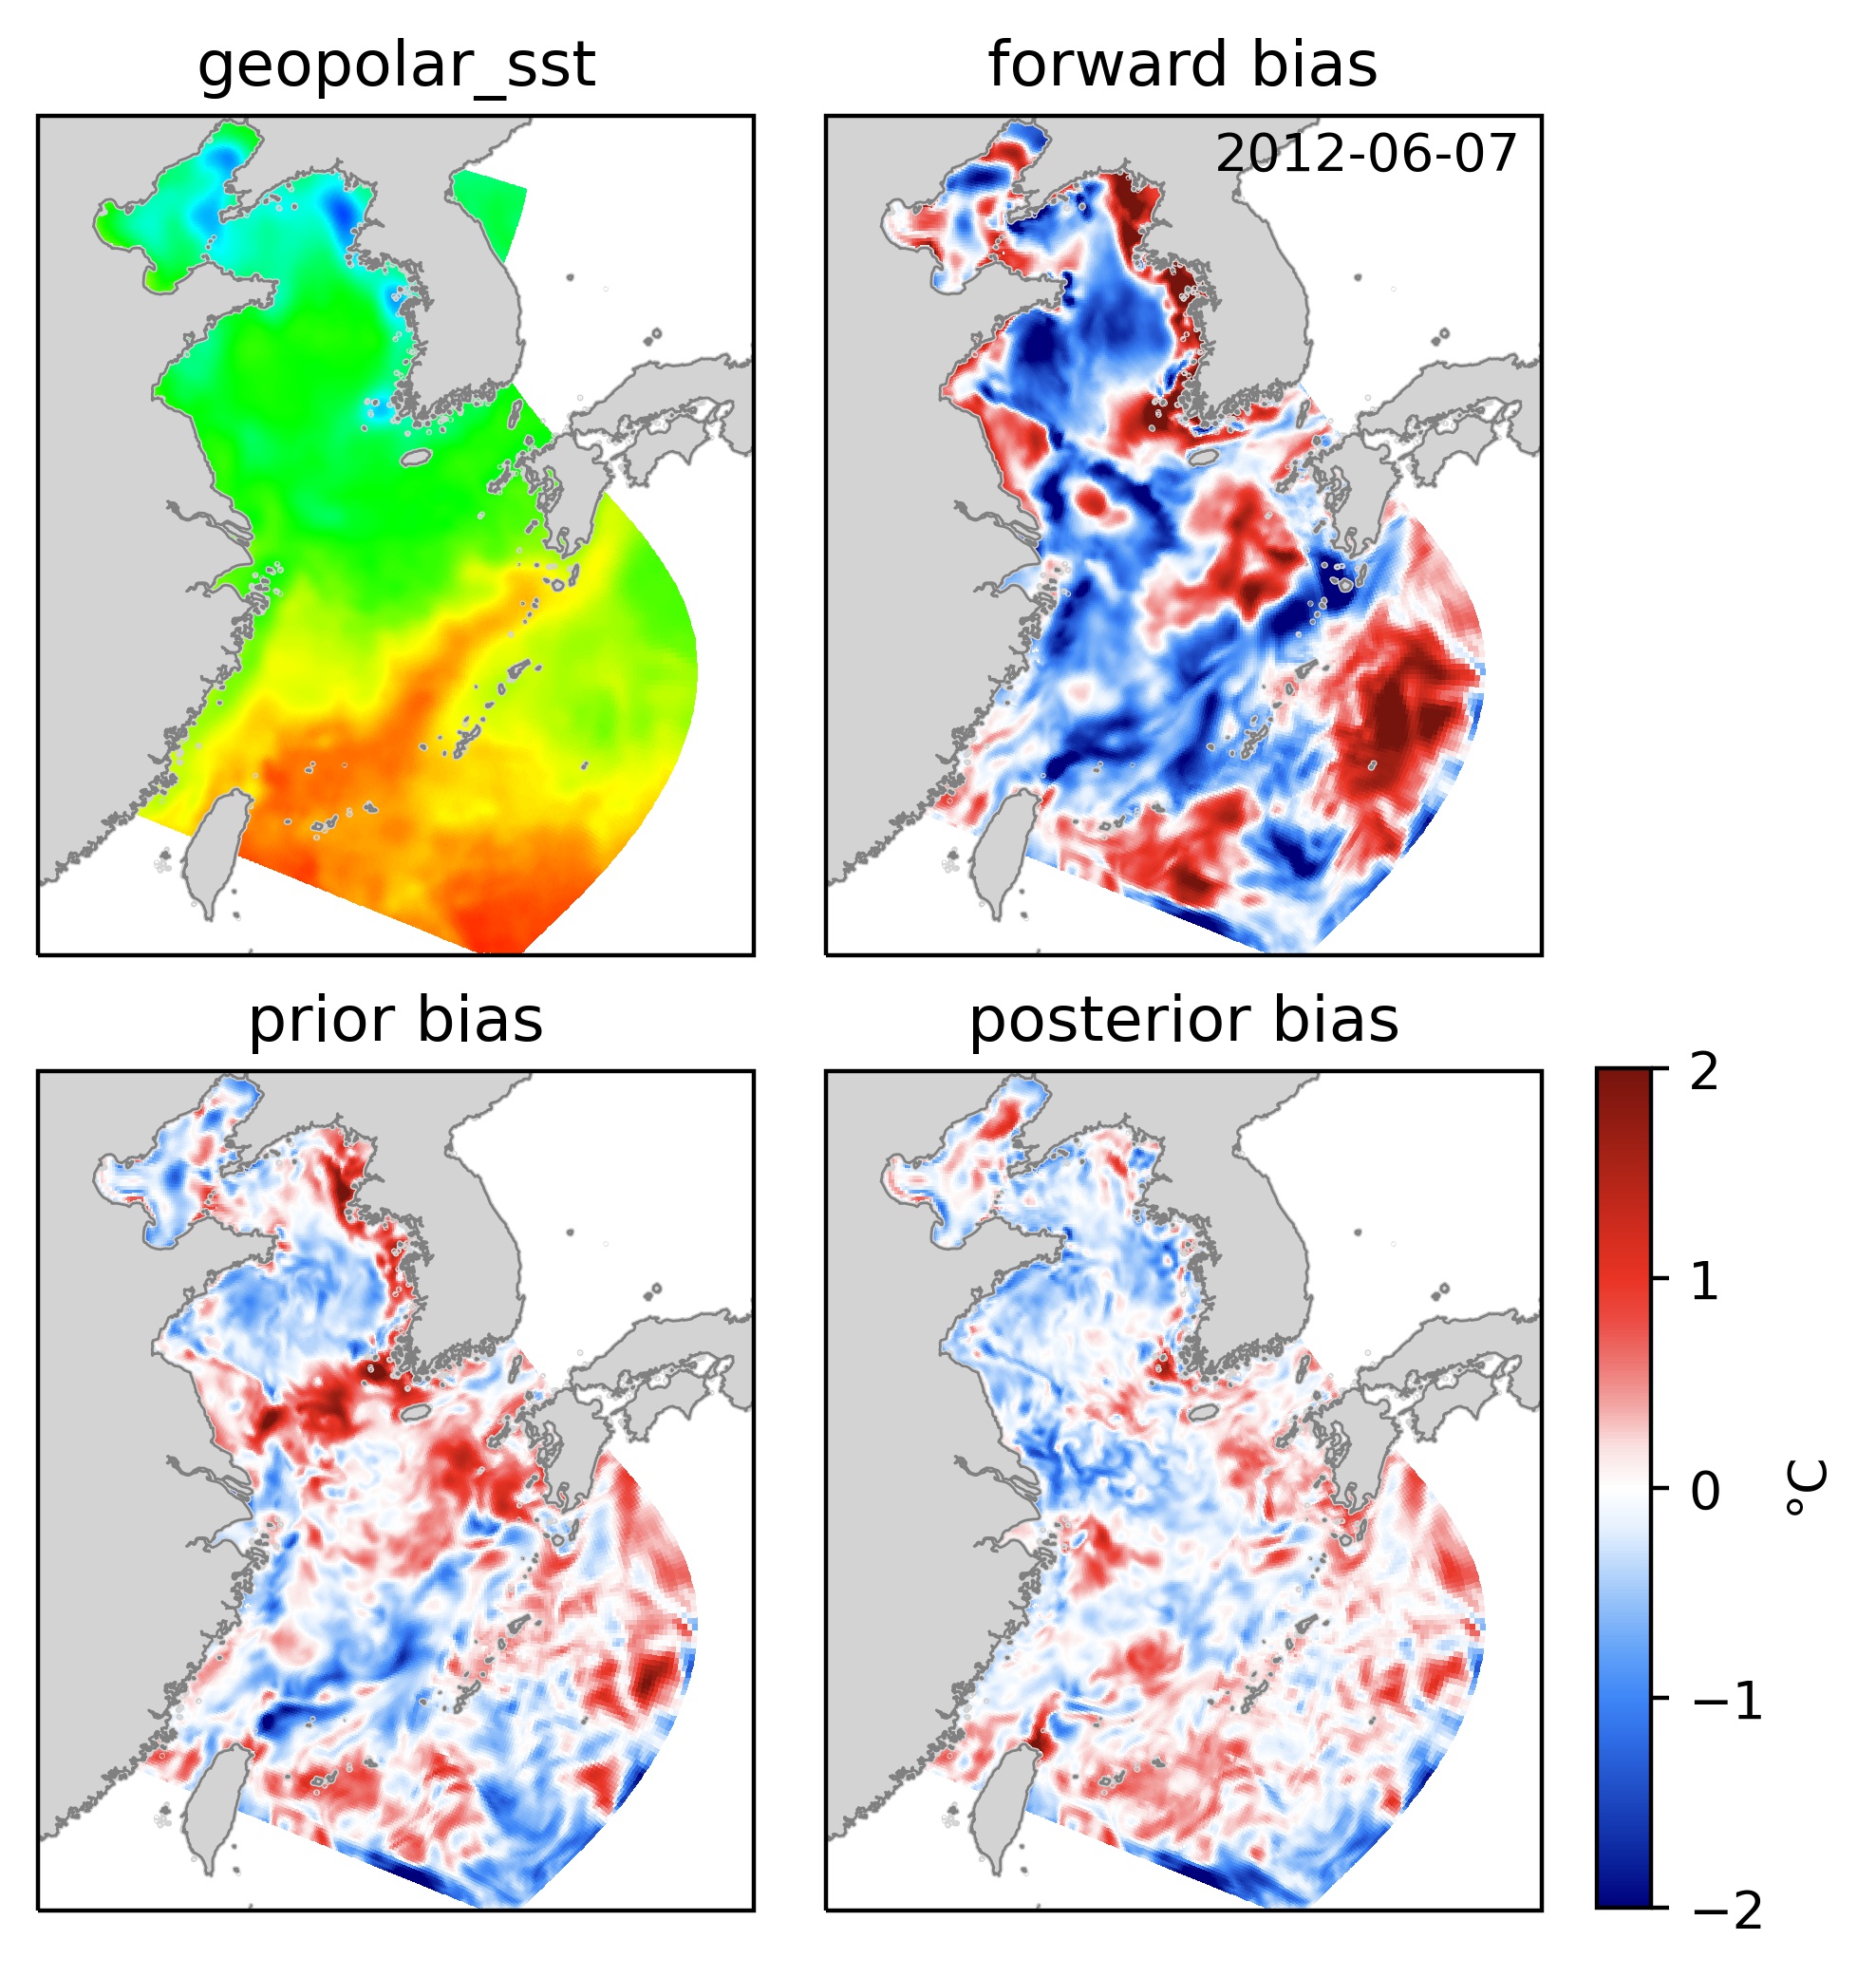 geopolar_sst
forward bias
2012-06-07
prior bias
posterior bias
2
1
0
−1
−2
°C